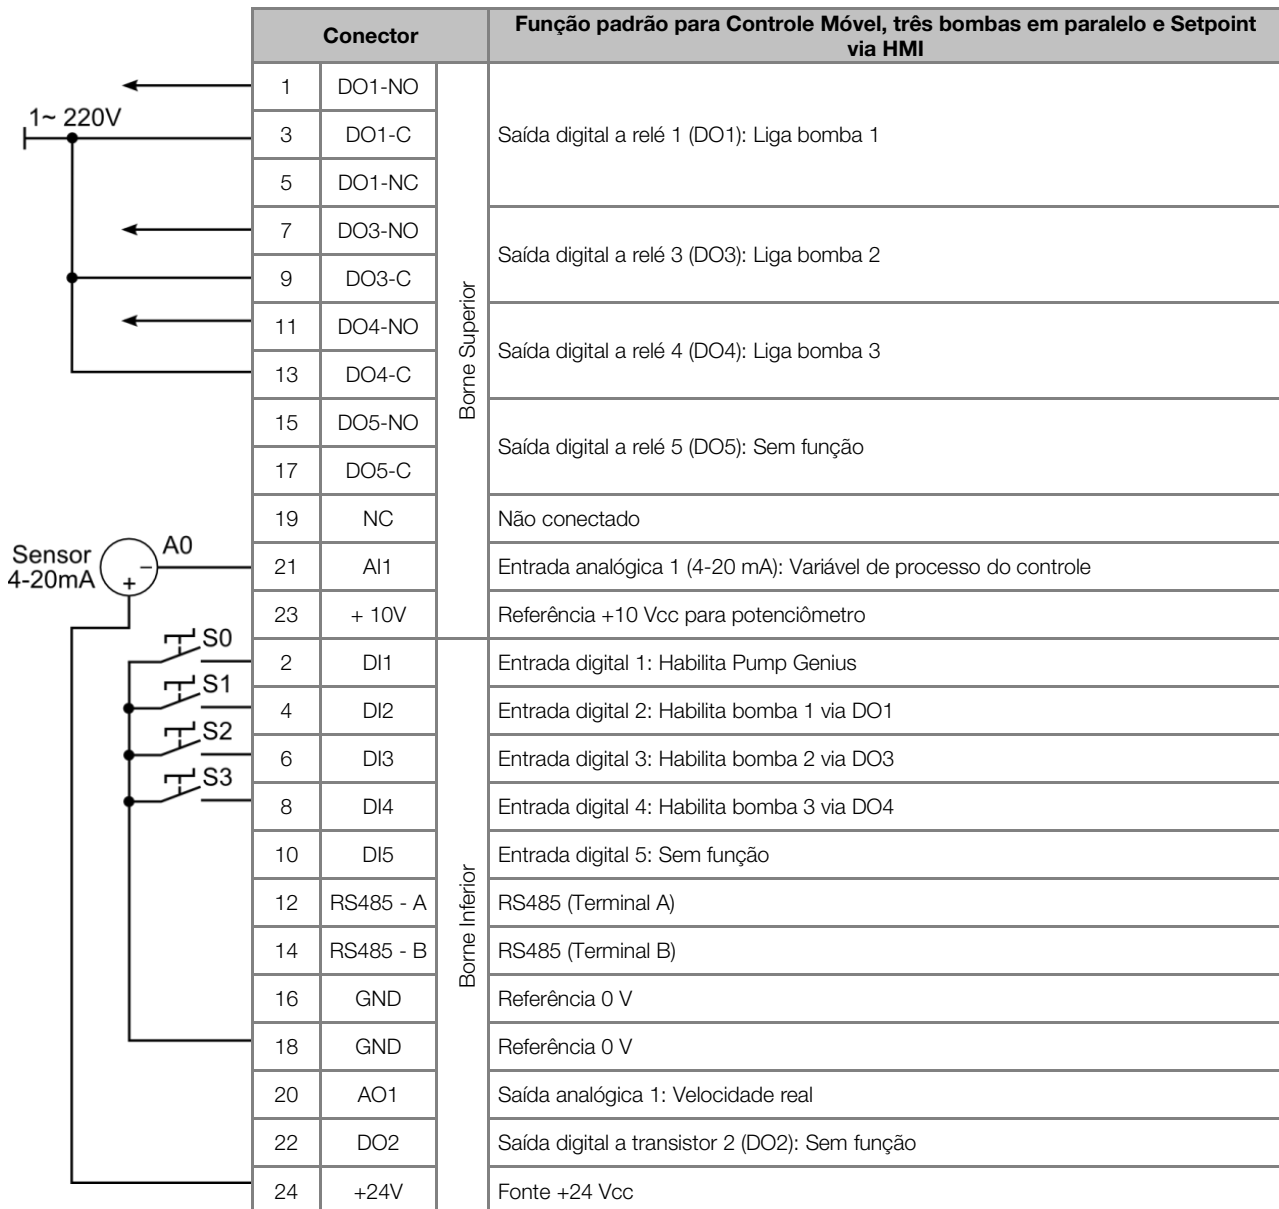 Conector
Função padrão para Controle Móvel, três bombas em paralelo e Setpoint
via HMI
1 DO1-NO
1~ 220V
3 DO1-C
Saída digital a relé 1 (DO1): Liga bomba 1
5 DO1-NC
7 DO3-NO
Saída digital a relé 3 (DO3): Liga bomba 2
9 DO3-C
Borne Superior
11 DO4-NO
Saída digital a relé 4 (DO4): Liga bomba 3
13 DO4-C
15 DO5-NO
Saída digital a relé 5 (DO5): Sem função
17 DO5-C
19 NC Não conectado
Sensor
4-20mA
+
−
A0
21 AI1 Entrada analógica 1 (4-20 mA): Variável de processo do controle
23 + 10V Referência +10 Vcc para potenciômetro
S0
2 DI1 Entrada digital 1: Habilita Pump Genius
S1
4 DI2 Entrada digital 2: Habilita bomba 1 via DO1
S2
6 DI3 Entrada digital 3: Habilita bomba 2 via DO3
S3
8 DI4 Entrada digital 4: Habilita bomba 3 via DO4
10 DI5 Entrada digital 5: Sem função
Borne Inferior
12 RS485 - A RS485 (Terminal A)
14 RS485 - B RS485 (Terminal B)
16 GND Referência 0 V
18 GND Referência 0 V
20 AO1 Saída analógica 1: Velocidade real
22 DO2 Saída digital a transistor 2 (DO2): Sem função
24 +24V Fonte +24 Vcc